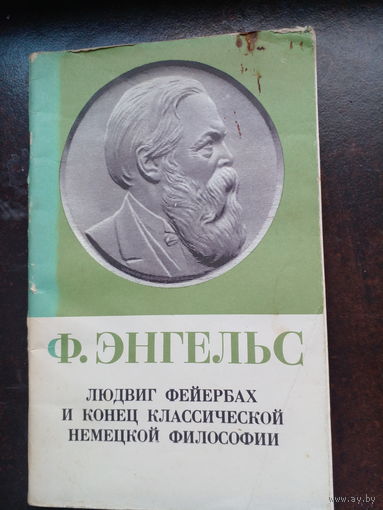 Ф. ЭНГЕЛЬС
ЛЮДВИГ ФЕЙЕРБАХ
И КОНЕЦ КЛАССИЧЕСКОЙ
НЕМЕЦКОЙ ФИЛОСОФИИ
www.ay.by